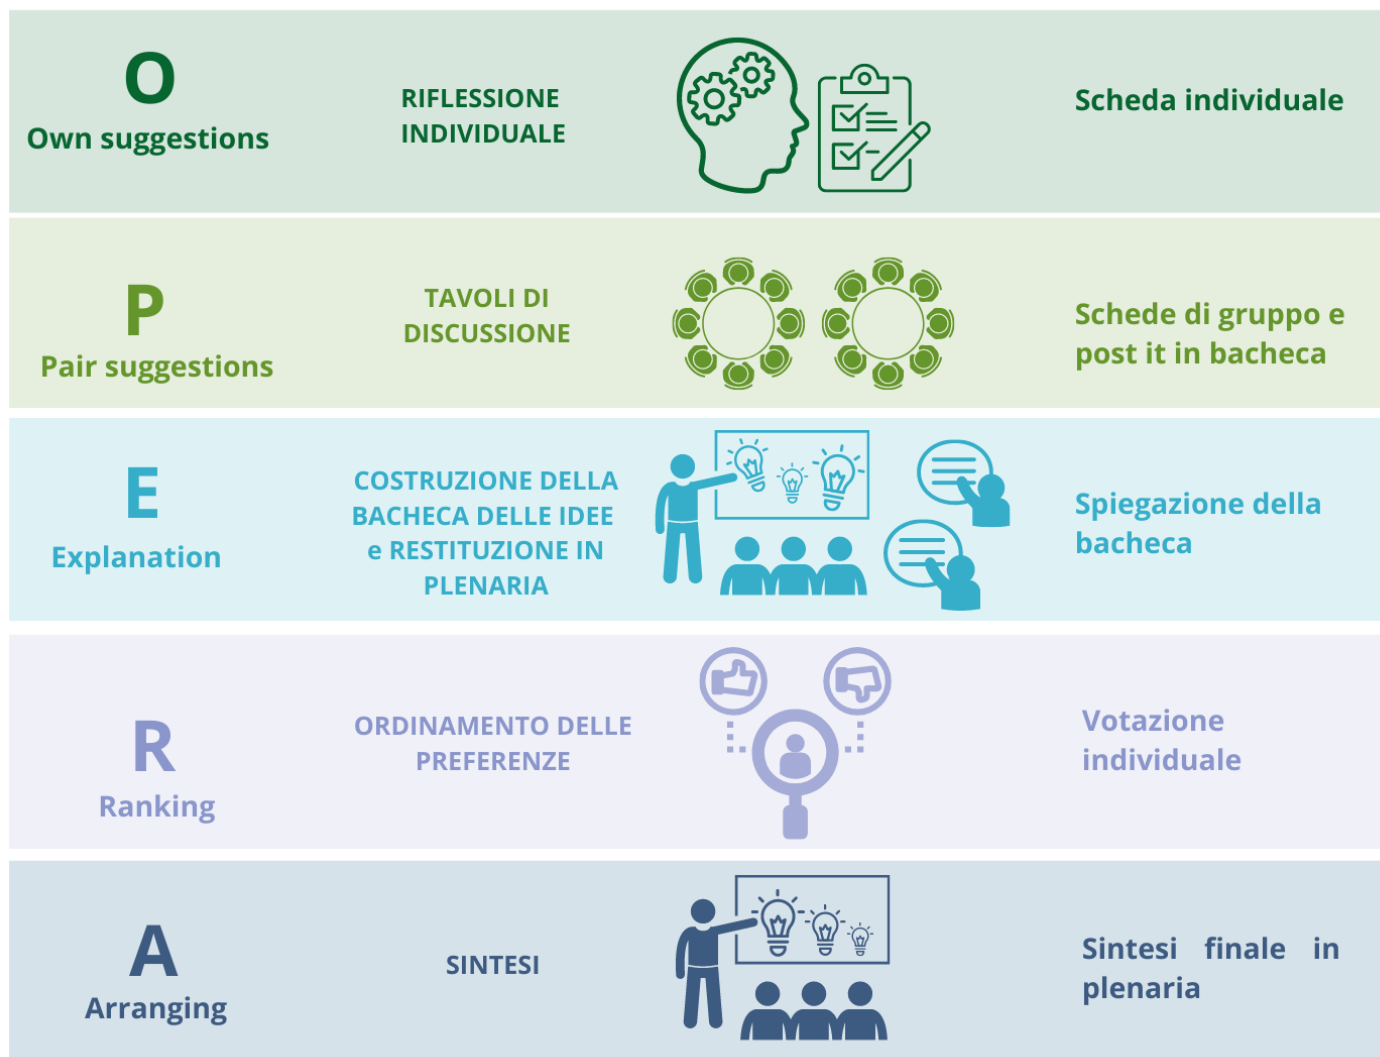 O
Own suggestions
RIFLESSIONE
INDIVIDUALE
Scheda individuale
P
Pair suggestions
TAVOLI DI
DISCUSSIONE
Schede di gruppo e
post it in bacheca
E
Explanation
COSTRUZIONE DELLA
BACHECA DELLE IDEE
e RESTITUZIONE IN
PLENARIA
Spiegazione della
bacheca
R
Ranking
ORDINAMENTO DELLE
PREFERENZE
Votazione
individuale
A
Arranging
SINTESI
Sintesi finale in
plenaria